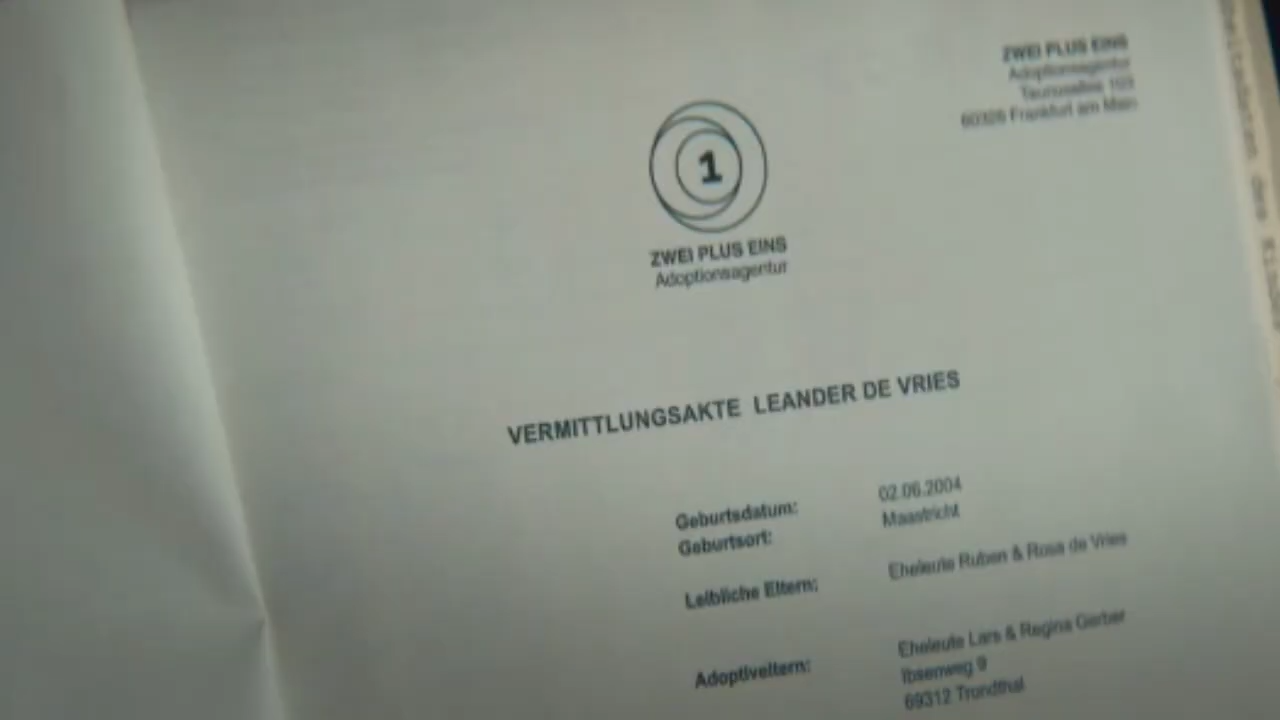 ZWEI PLUS EINS
Adoptionsagentur
Taunusallee 103
60326 Frankfurt am Main
1
ZWEI PLUS EINS
Adoptionsagentur
VERMITTLUNGSAKTE LEANDER DE VRIES
Geburtsdatum: 02.06.2004
Geburtsort: Maastricht
Leibliche Eltern: Eheleute Ruben & Rosa de Vries
Adoptiveltern: Eheleute Lars & Regina Gerber
Ibsenweg 9
69312 Trondthal
des